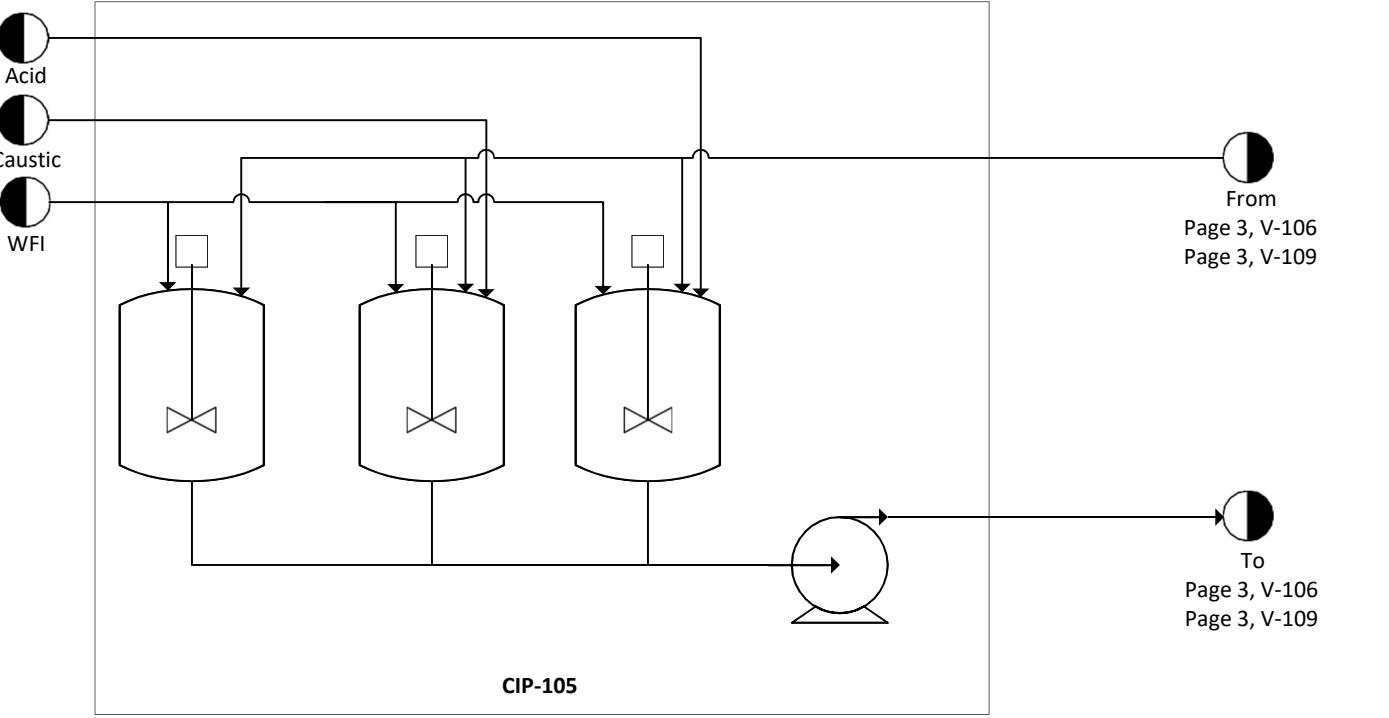 Acid
Caustic
WFI
From
Page 3, V-106
Page 3, V-109
To
Page 3, V-106
Page 3, V-109
CIP-105